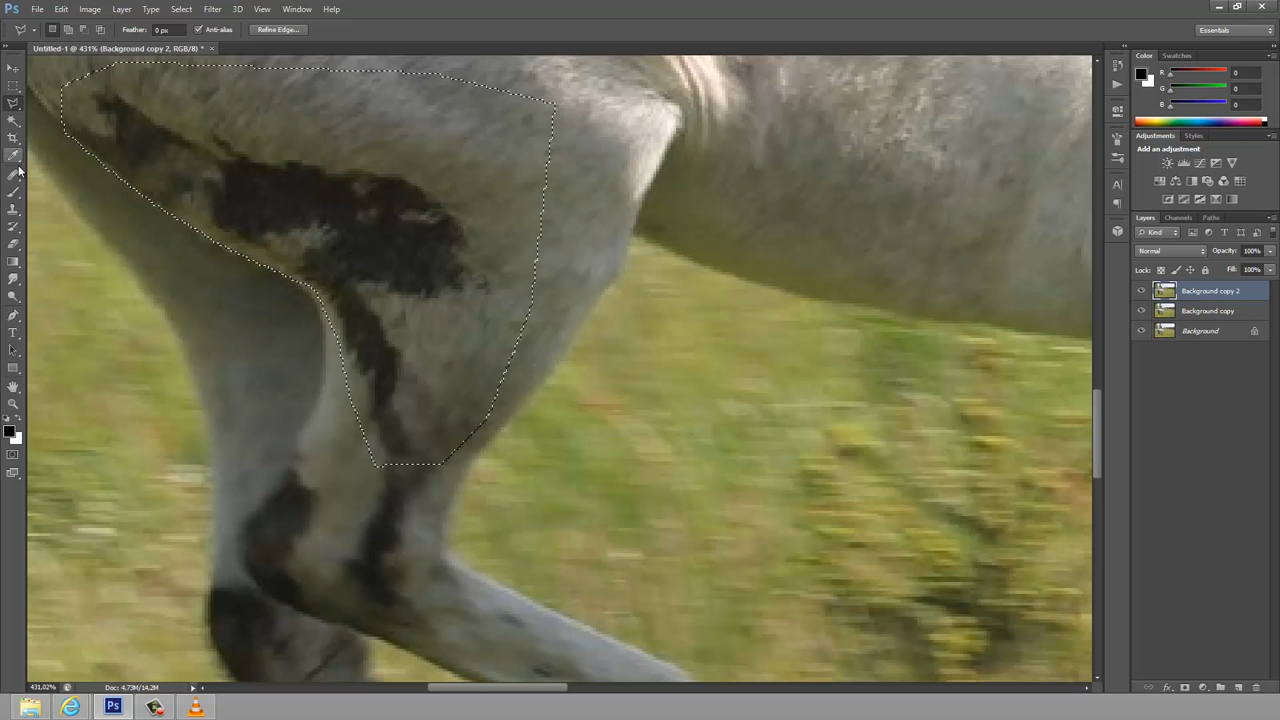 Ps File Edit Image Layer Type Select Filter 3D View Window Help
Feather: 0 px Anti-alias Refine Edge... Essentials
Untitled-1 @ 431% (Background copy 2, RGB/8) * ×
Color Swatches
R 0
G 0
B 0
Adjustments Styles
Add an adjustment
Layers Channels Paths
Kind
Normal Opacity: 100%
Lock: Fill: 100%
Background copy 2
Background copy
Background
431,02% Doc: 4,73M/14,2M